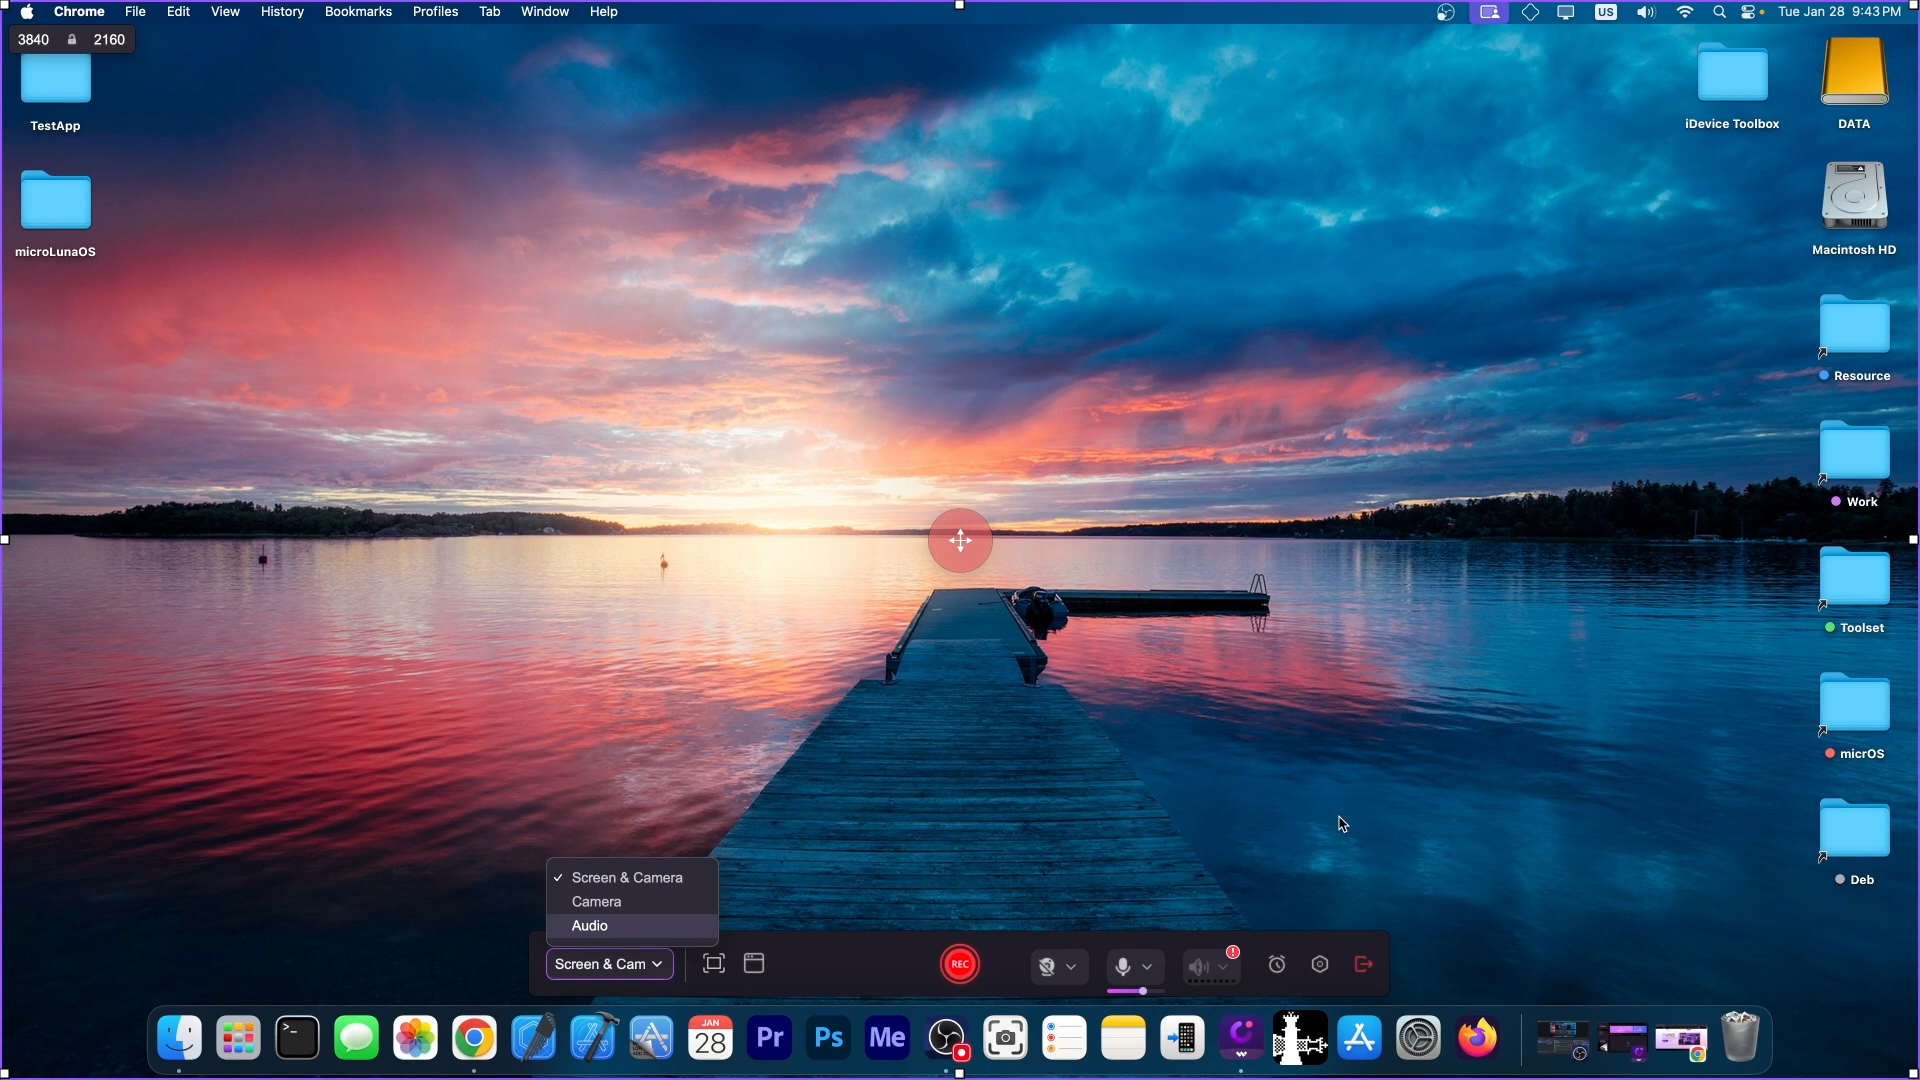 Chrome File Edit View History Bookmarks Profiles Tab Window Help US Tue Jan 28 9:43 PM
3840 2160
TestApp
iDevice Toolbox
DATA
microLunaOS
Macintosh HD
Resource
Work
Toolset
micrOS
Deb
Screen & Camera
Camera
Audio
Screen & Cam
REC
!
>_
JAN
28
Pr
Ps
Me